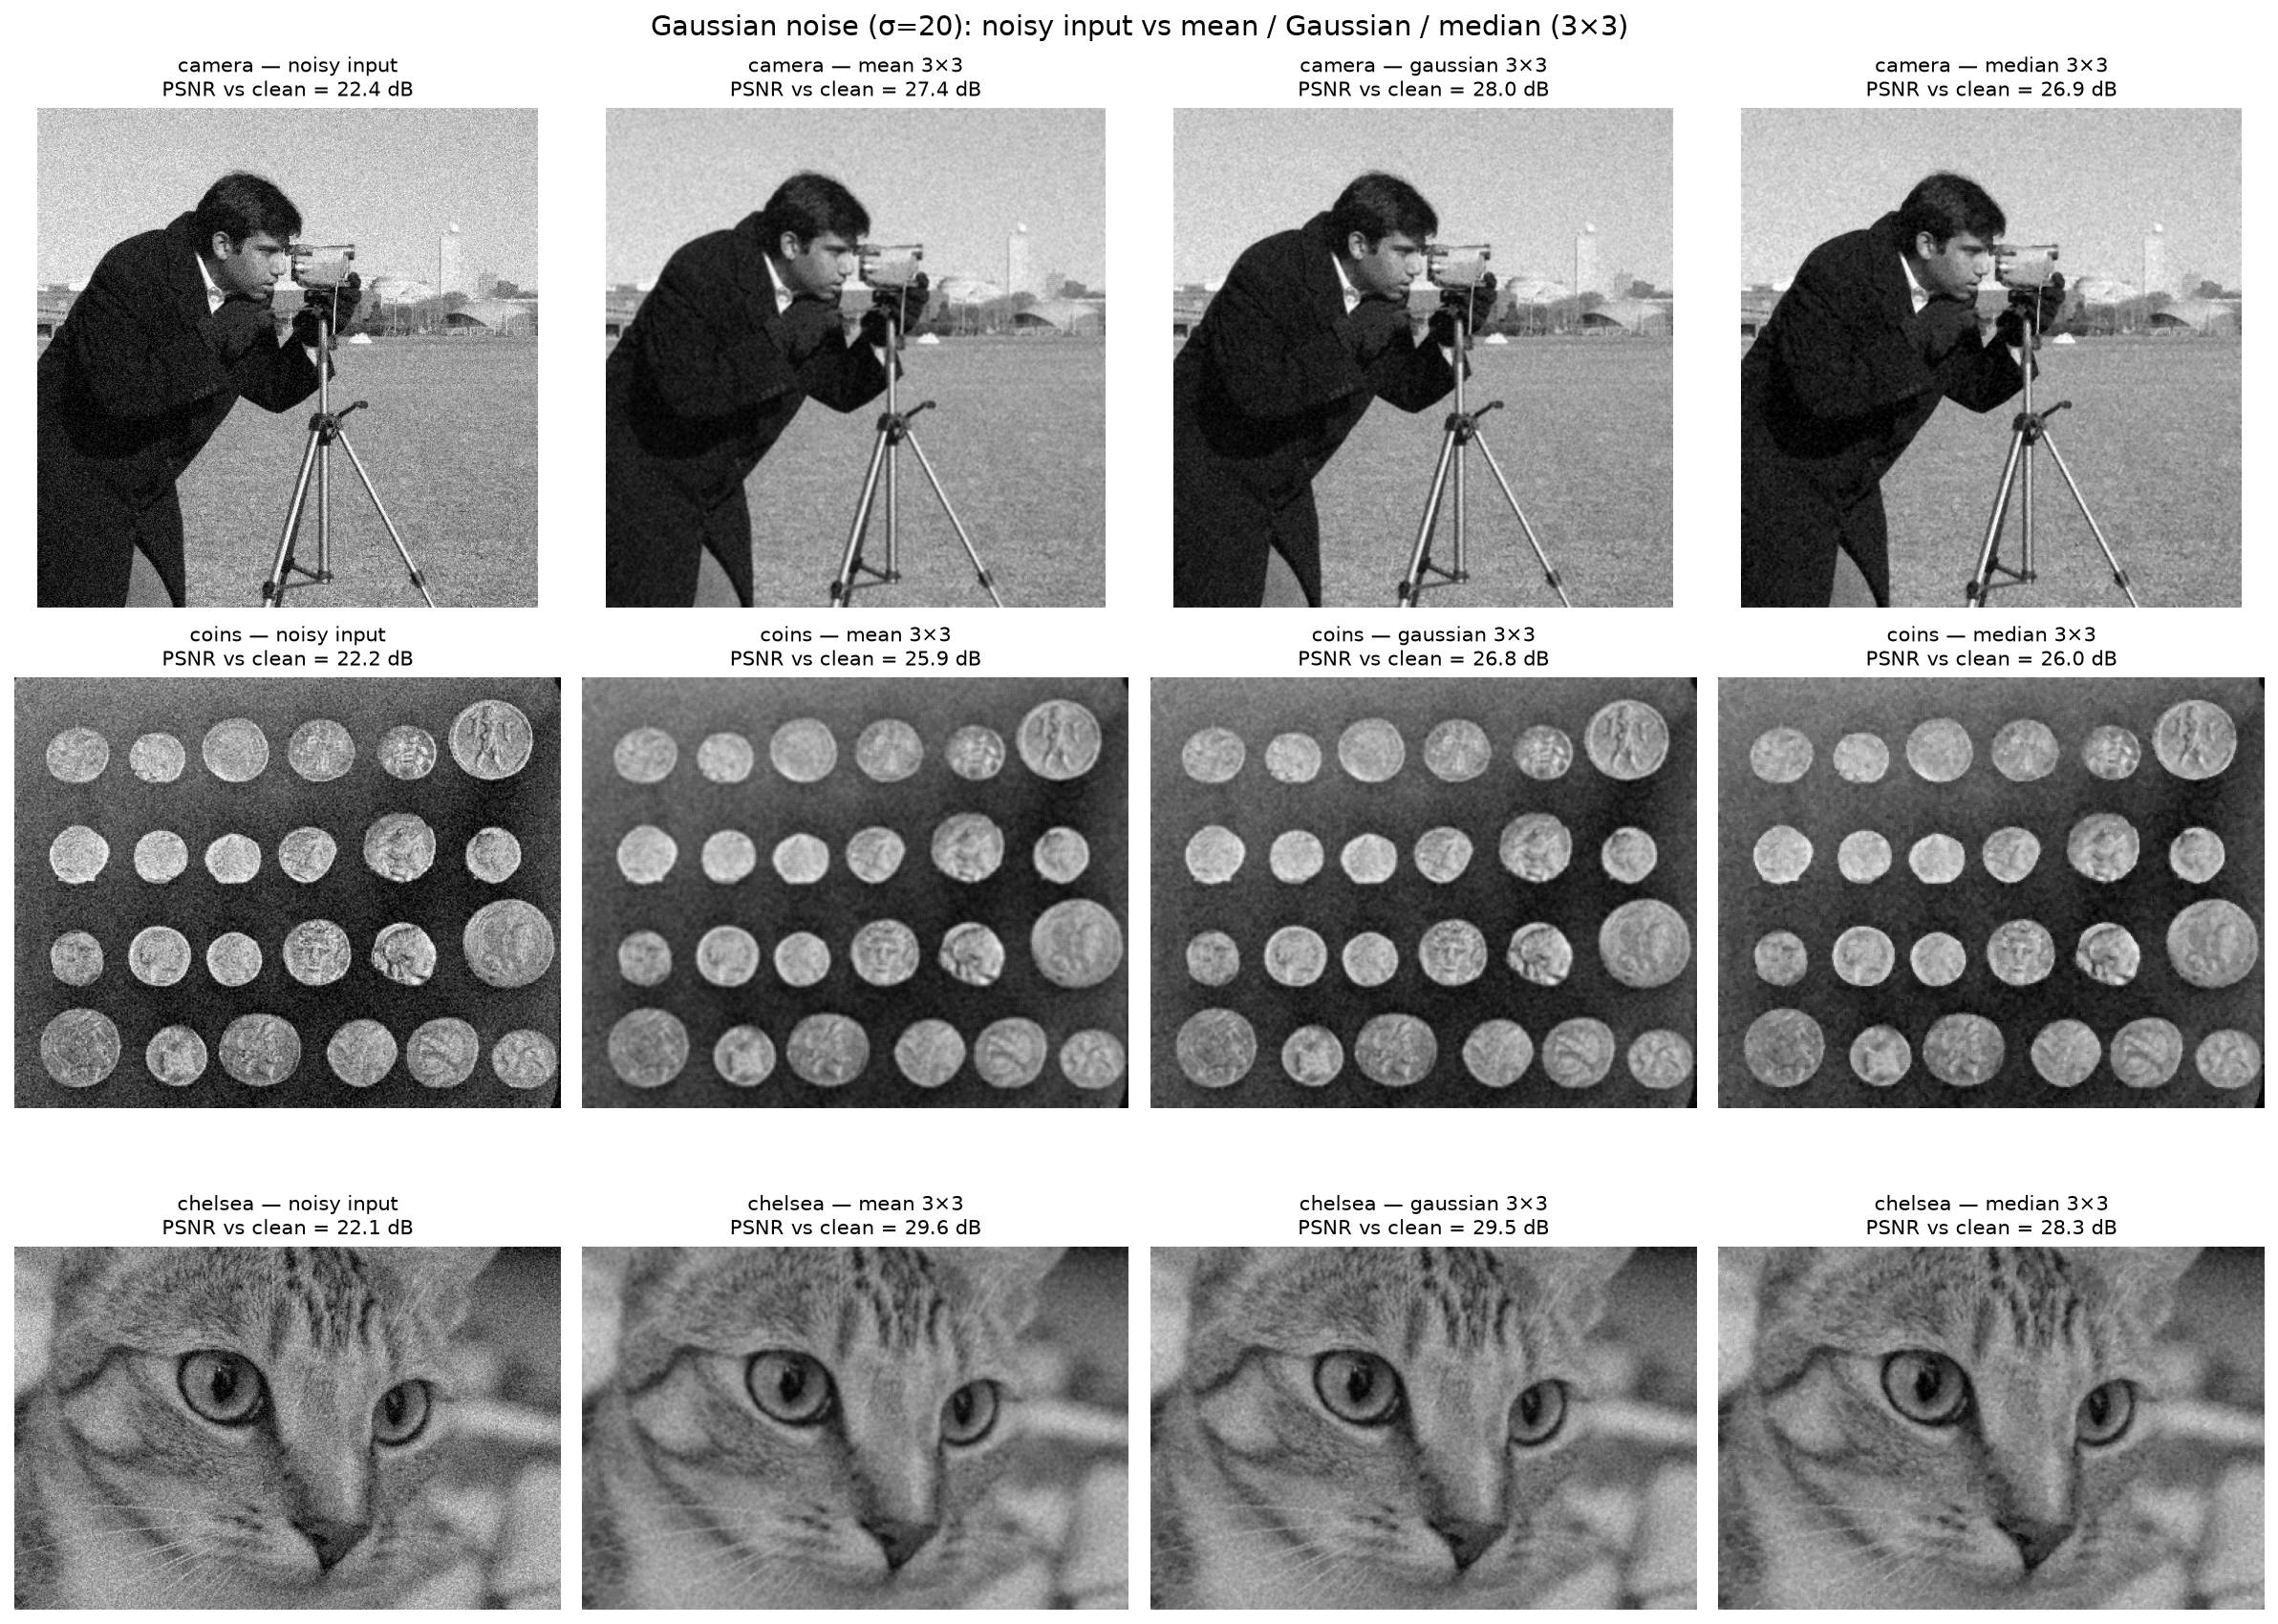 Gaussian noise (σ=20): noisy input vs mean / Gaussian / median (3×3)
camera — noisy input
PSNR vs clean = 22.4 dB
camera — mean 3×3
PSNR vs clean = 27.4 dB
camera — gaussian 3×3
PSNR vs clean = 28.0 dB
camera — median 3×3
PSNR vs clean = 26.9 dB
coins — noisy input
PSNR vs clean = 22.2 dB
coins — mean 3×3
PSNR vs clean = 25.9 dB
coins — gaussian 3×3
PSNR vs clean = 26.8 dB
coins — median 3×3
PSNR vs clean = 26.0 dB
chelsea — noisy input
PSNR vs clean = 22.1 dB
chelsea — mean 3×3
PSNR vs clean = 29.6 dB
chelsea — gaussian 3×3
PSNR vs clean = 29.5 dB
chelsea — median 3×3
PSNR vs clean = 28.3 dB